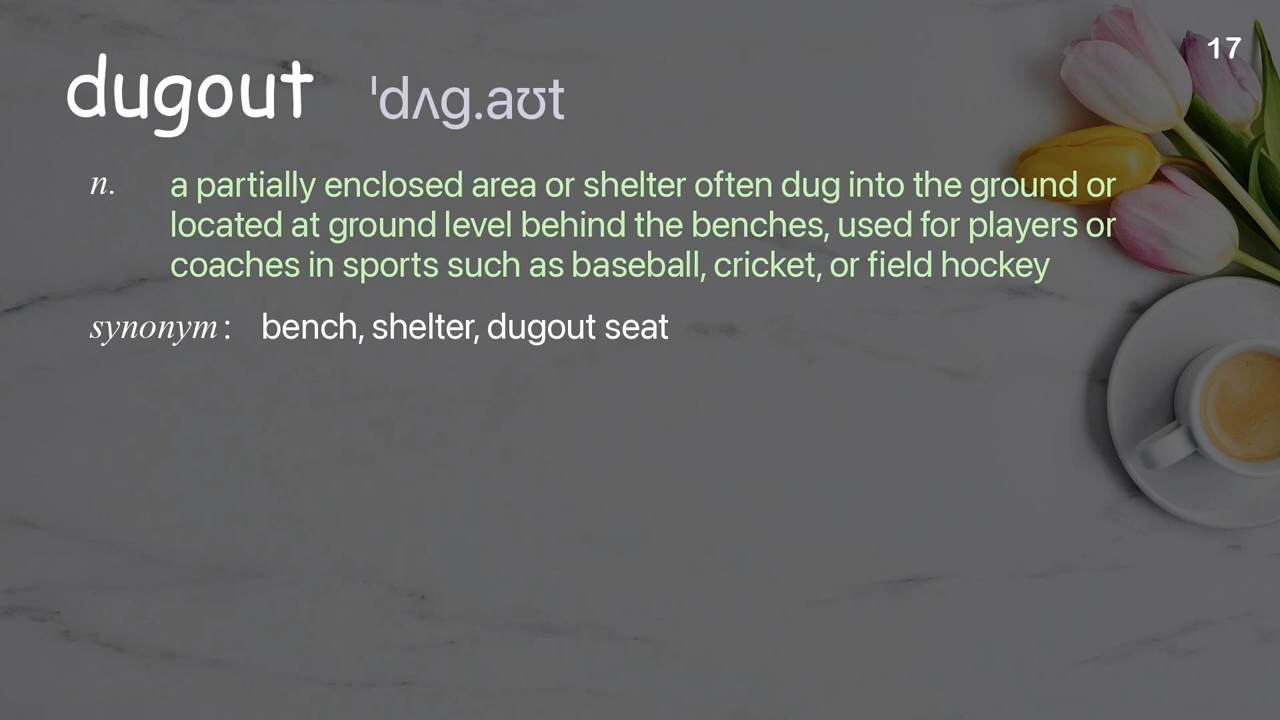 17
dugout ˈdʌg.aʊt
n. a partially enclosed area or shelter often dug into the ground or
located at ground level behind the benches, used for players or
coaches in sports such as baseball, cricket, or field hockey
synonym: bench, shelter, dugout seat